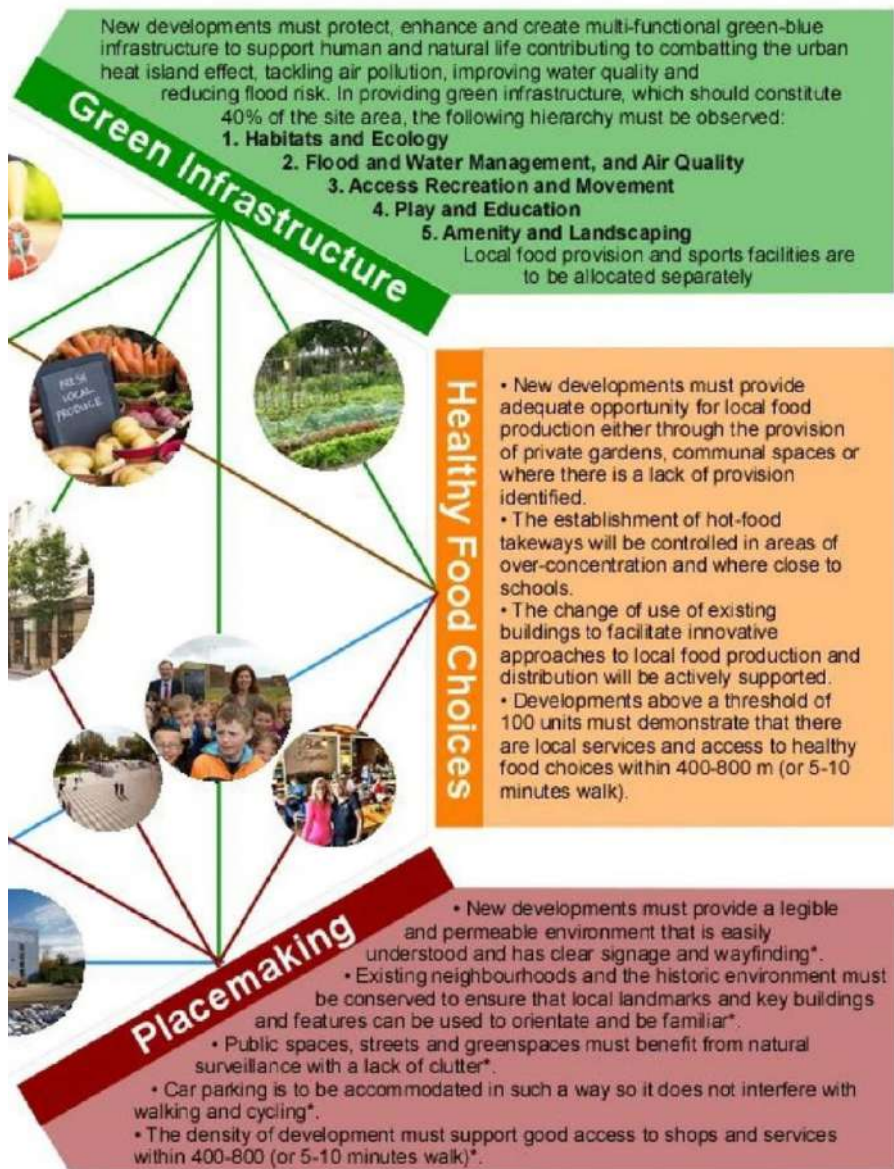 New developments must protect, enhance and create multi-functional green-blue
infrastructure to support human and natural life contributing to combatting the urban
heat island effect, tackling air pollution, improving water quality and
reducing flood risk. In providing green infrastructure, which should constitute
40% of the site area, the following hierarchy must be observed:
1. Habitats and Ecology
2. Flood and Water Management, and Air Quality
3. Access Recreation and Movement
4. Play and Education
5. Amenity and Landscaping
Local food provision and sports facilities are
to be allocated separately
Green Infrastructure
FRESH
LOCAL
PRODUCE
Healthy Food Choices
• New developments must provide
adequate opportunity for local food
production either through the provision
of private gardens, communal spaces or
where there is a lack of provision
identified.
• The establishment of hot-food
takeways will be controlled in areas of
over-concentration and where close to
schools.
• The change of use of existing
buildings to facilitate innovative
approaches to local food production and
distribution will be actively supported.
• Developments above a threshold of
100 units must demonstrate that there
are local services and access to healthy
food choices within 400-800 m (or 5-10
minutes walk).
Placemaking
• New developments must provide a legible
and permeable environment that is easily
understood and has clear signage and wayfinding*.
• Existing neighbourhoods and the historic environment must
be conserved to ensure that local landmarks and key buildings
and features can be used to orientate and be familiar*.
• Public spaces, streets and greenspaces must benefit from natural
surveillance with a lack of clutter*.
• Car parking is to be accommodated in such a way so it does not interfere with
walking and cycling*.
• The density of development must support good access to shops and services
within 400-800 (or 5-10 minutes walk)*.